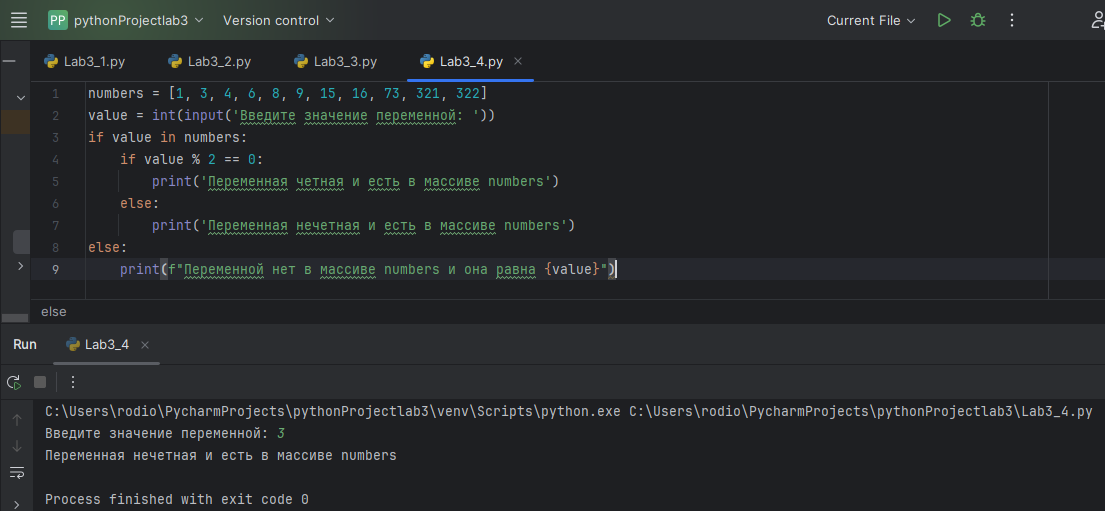 PP pythonProjectlab3 Version control Current File
Lab3_1.py Lab3_2.py Lab3_3.py Lab3_4.py
1 numbers = [1, 3, 4, 6, 8, 9, 15, 16, 73, 321, 322]
2 value = int(input('Введите значение переменной: '))
3 if value in numbers:
4 if value % 2 == 0:
5 print('Переменная четная и есть в массиве numbers')
6 else:
7 print('Переменная нечетная и есть в массиве numbers')
8 else:
9 print(f"Переменной нет в массиве numbers и она равна {value}")
else
Run Lab3_4
C:\Users\rodio\PycharmProjects\pythonProjectlab3\venv\Scripts\python.exe C:\Users\rodio\PycharmProjects\pythonProjectlab3\Lab3_4.py
Введите значение переменной: 3
Переменная нечетная и есть в массиве numbers
Process finished with exit code 0